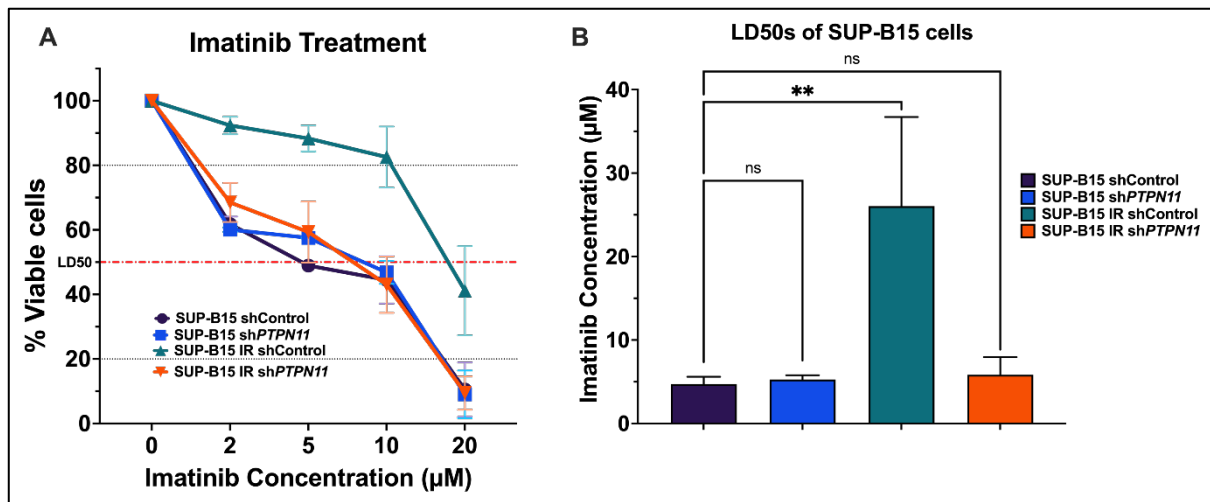 A
Imatinib Treatment
% Viable cells
100
80
60
LD50
40
20
0
SUP-B15 shControl
SUP-B15 shPTPN11
SUP-B15 IR shControl
SUP-B15 IR shPTPN11
0 2 5 10 20
Imatinib Concentration (µM)
B
LD50s of SUP-B15 cells
ns
**
ns
Imatinib Concentration (µM)
40
30
20
10
0
SUP-B15 shControl
SUP-B15 shPTPN11
SUP-B15 IR shControl
SUP-B15 IR shPTPN11